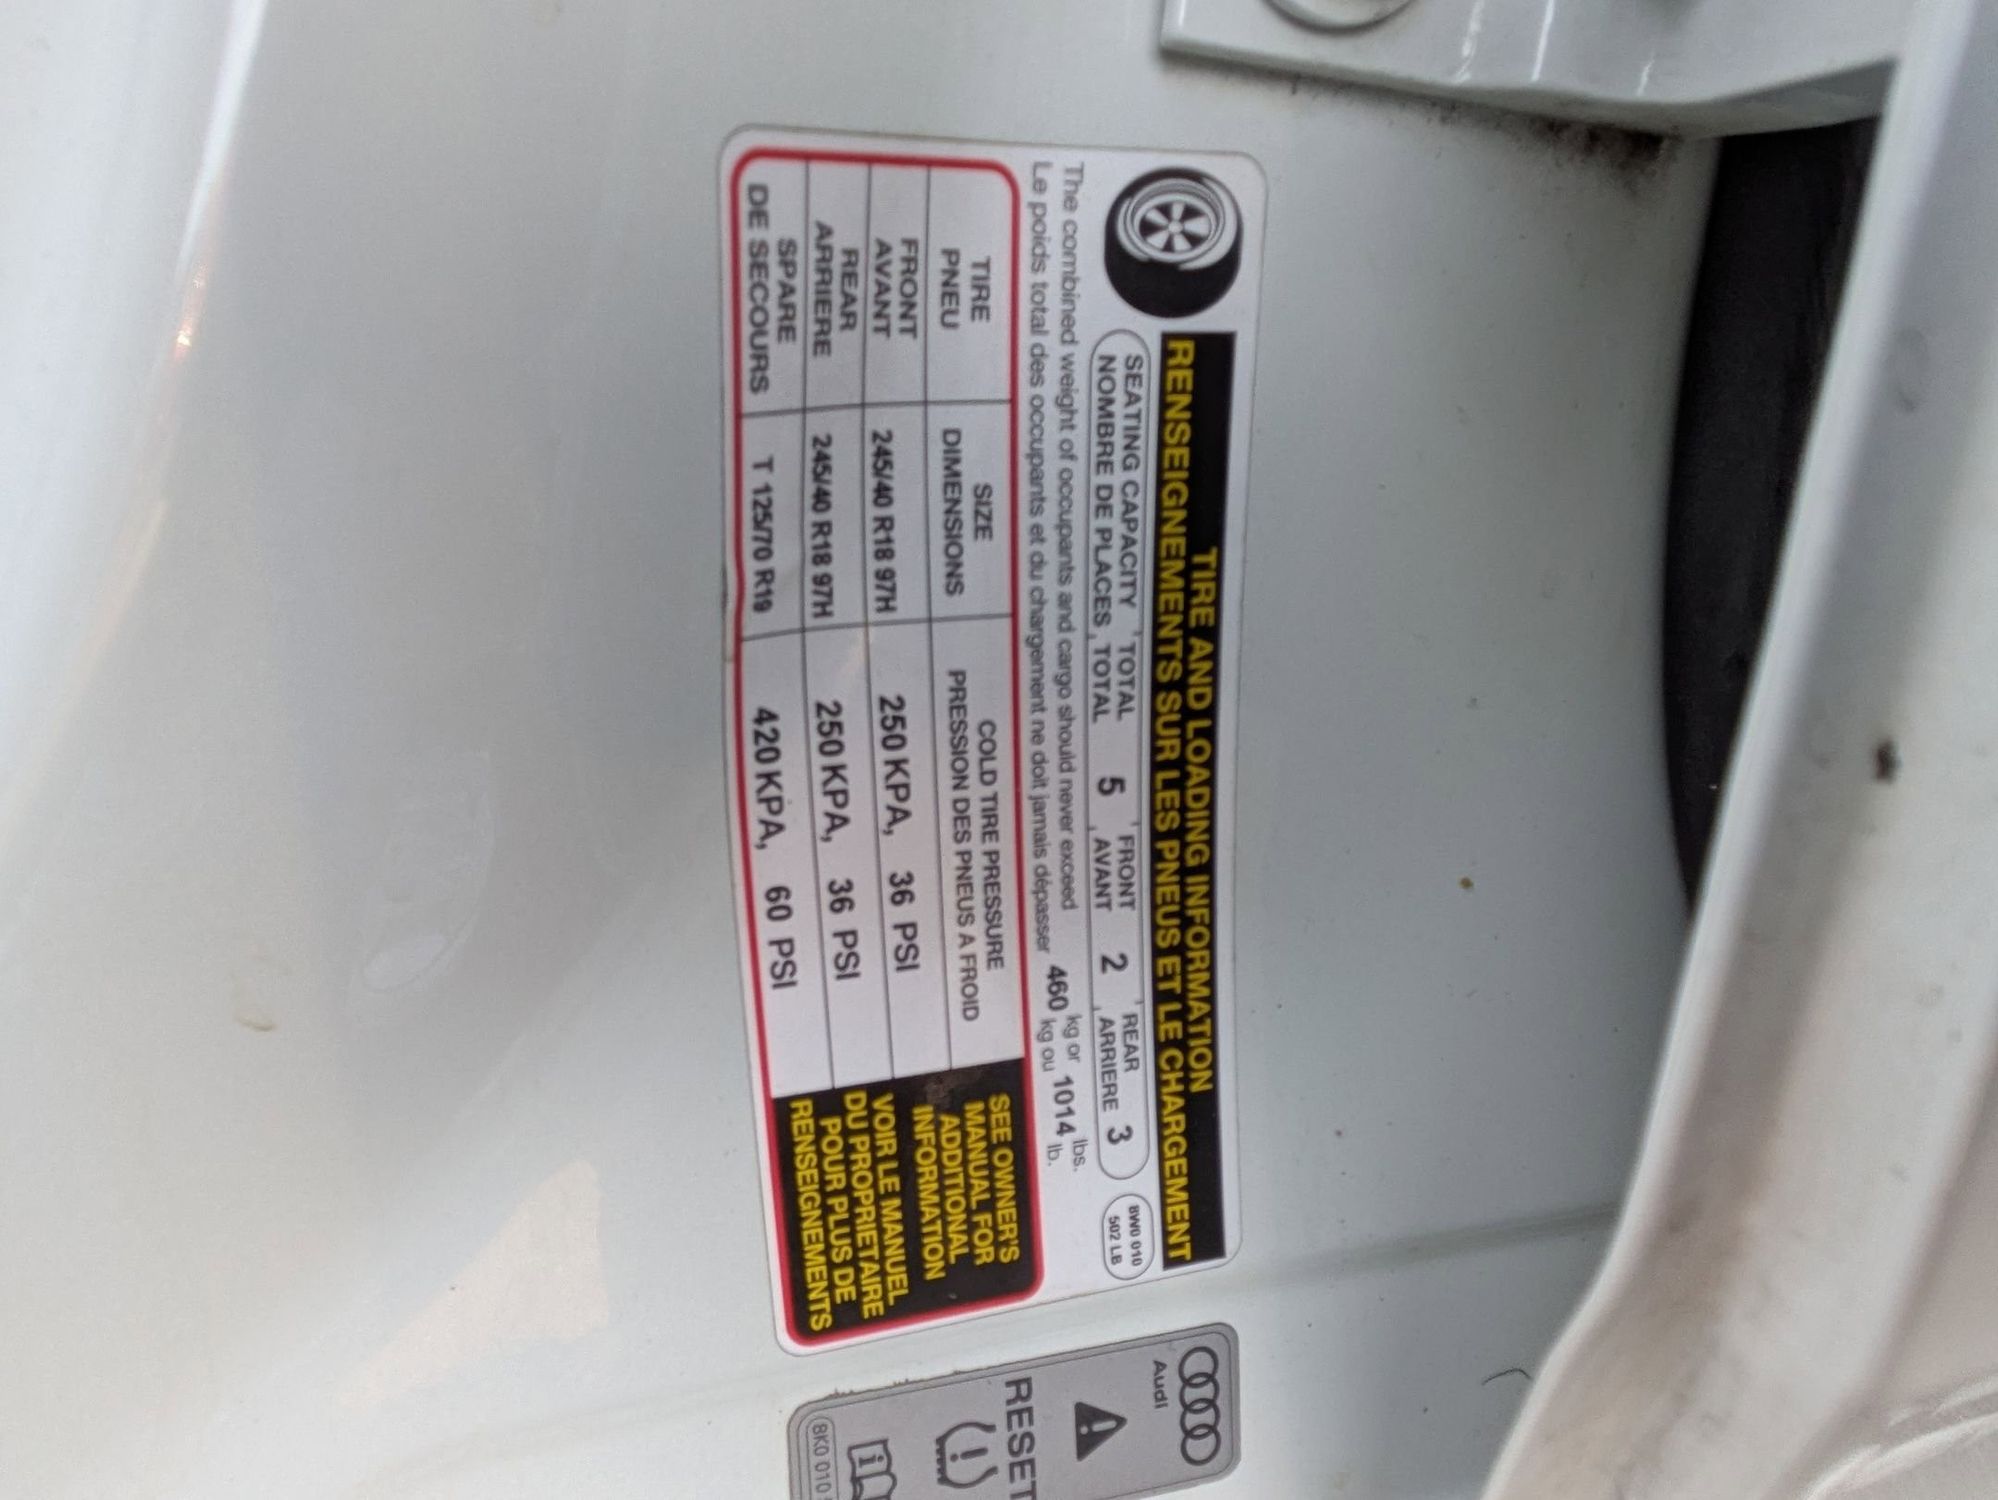 TIRE AND LOADING INFORMATION
RENSEIGNEMENTS SUR LES PNEUS ET LE CHARGEMENT
SEATING CAPACITY TOTAL 5 FRONT 2 REAR 3
NOMBRE DE PLACES TOTAL AVANT ARRIERE
8W0 010
502 LB
The combined weight of occupants and cargo should never exceed 460 kg or 1014 lbs.
Le poids total des occupants et du chargement ne doit jamais dépasser kg ou lb.
TIRE SIZE COLD TIRE PRESSURE
PNEU DIMENSIONS PRESSION DES PNEUS A FROID
FRONT
AVANT 245/40 R18 97H 250 KPA, 36 PSI
REAR
ARRIERE 245/40 R18 97H 250 KPA, 36 PSI
SPARE
DE SECOURS T 125/70 R19 420 KPA, 60 PSI
SEE OWNER'S
MANUAL FOR
ADDITIONAL
INFORMATION
VOIR LE MANUEL
DU PROPRIETAIRE
POUR PLUS DE
RENSEIGNEMENTS
Audi
RESET
8K0 010